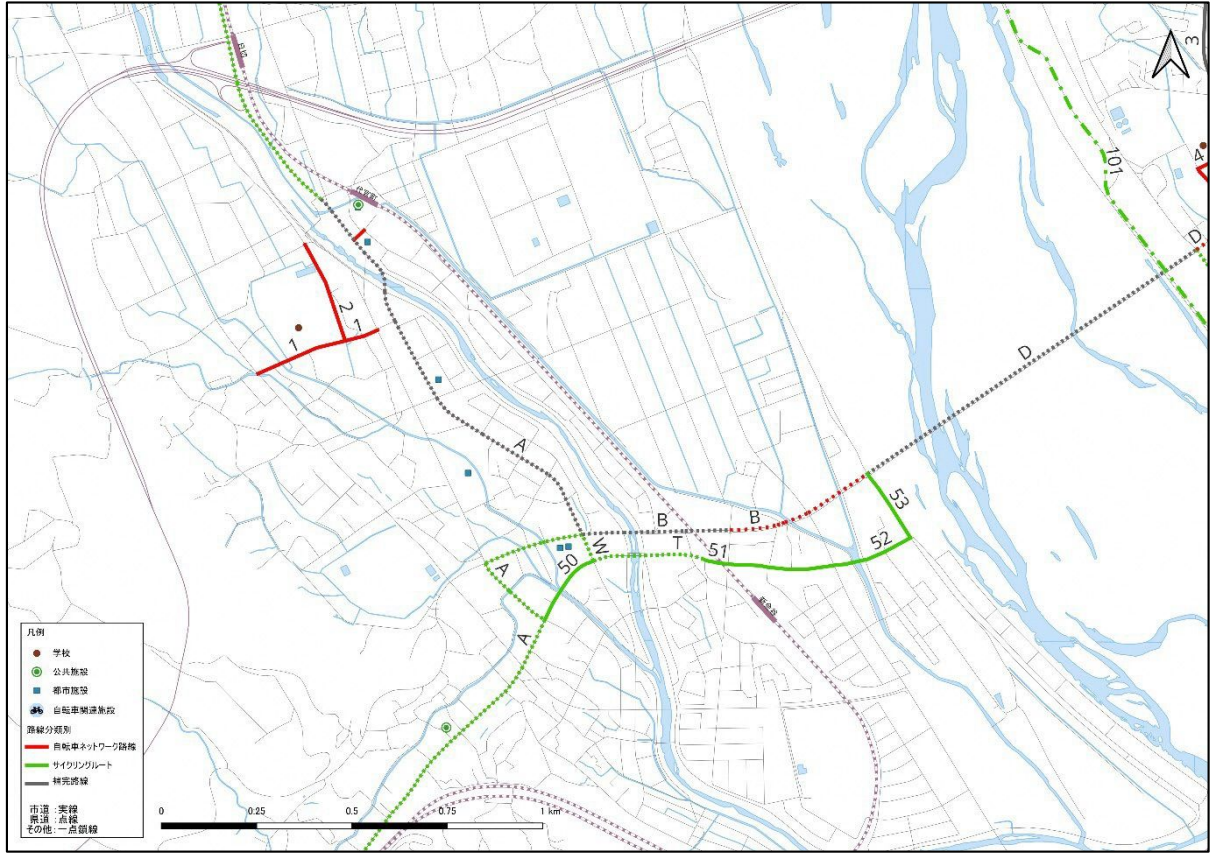 3
4
101
D
D
代官町
2
1
1
A
B
B
53
52
51
T
W
50
A
A
凡例
学校
公共施設
都市施設
自転車関連施設
路線分類別
自転車ネットワーク路線
サイクリングルート
補完路線
市道:実線
県道:点線
その他:一点鎖線
0 0.25 0.5 0.75 1 km